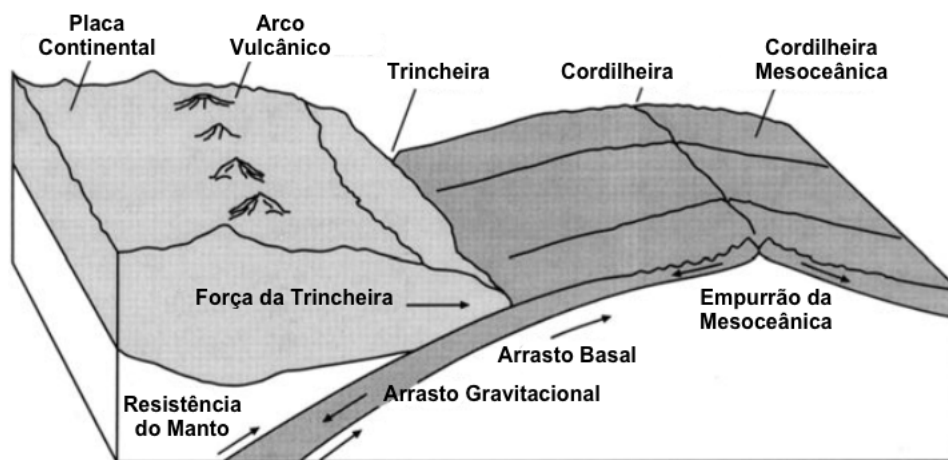 Placa
Continental
Arco
Vulcânico
Trincheira
Cordilheira
Cordilheira
Mesoceânica
Força da Trincheira
Empurrão da
Mesoceânica
Arrasto Basal
Arrasto Gravitacional
Resistência
do Manto